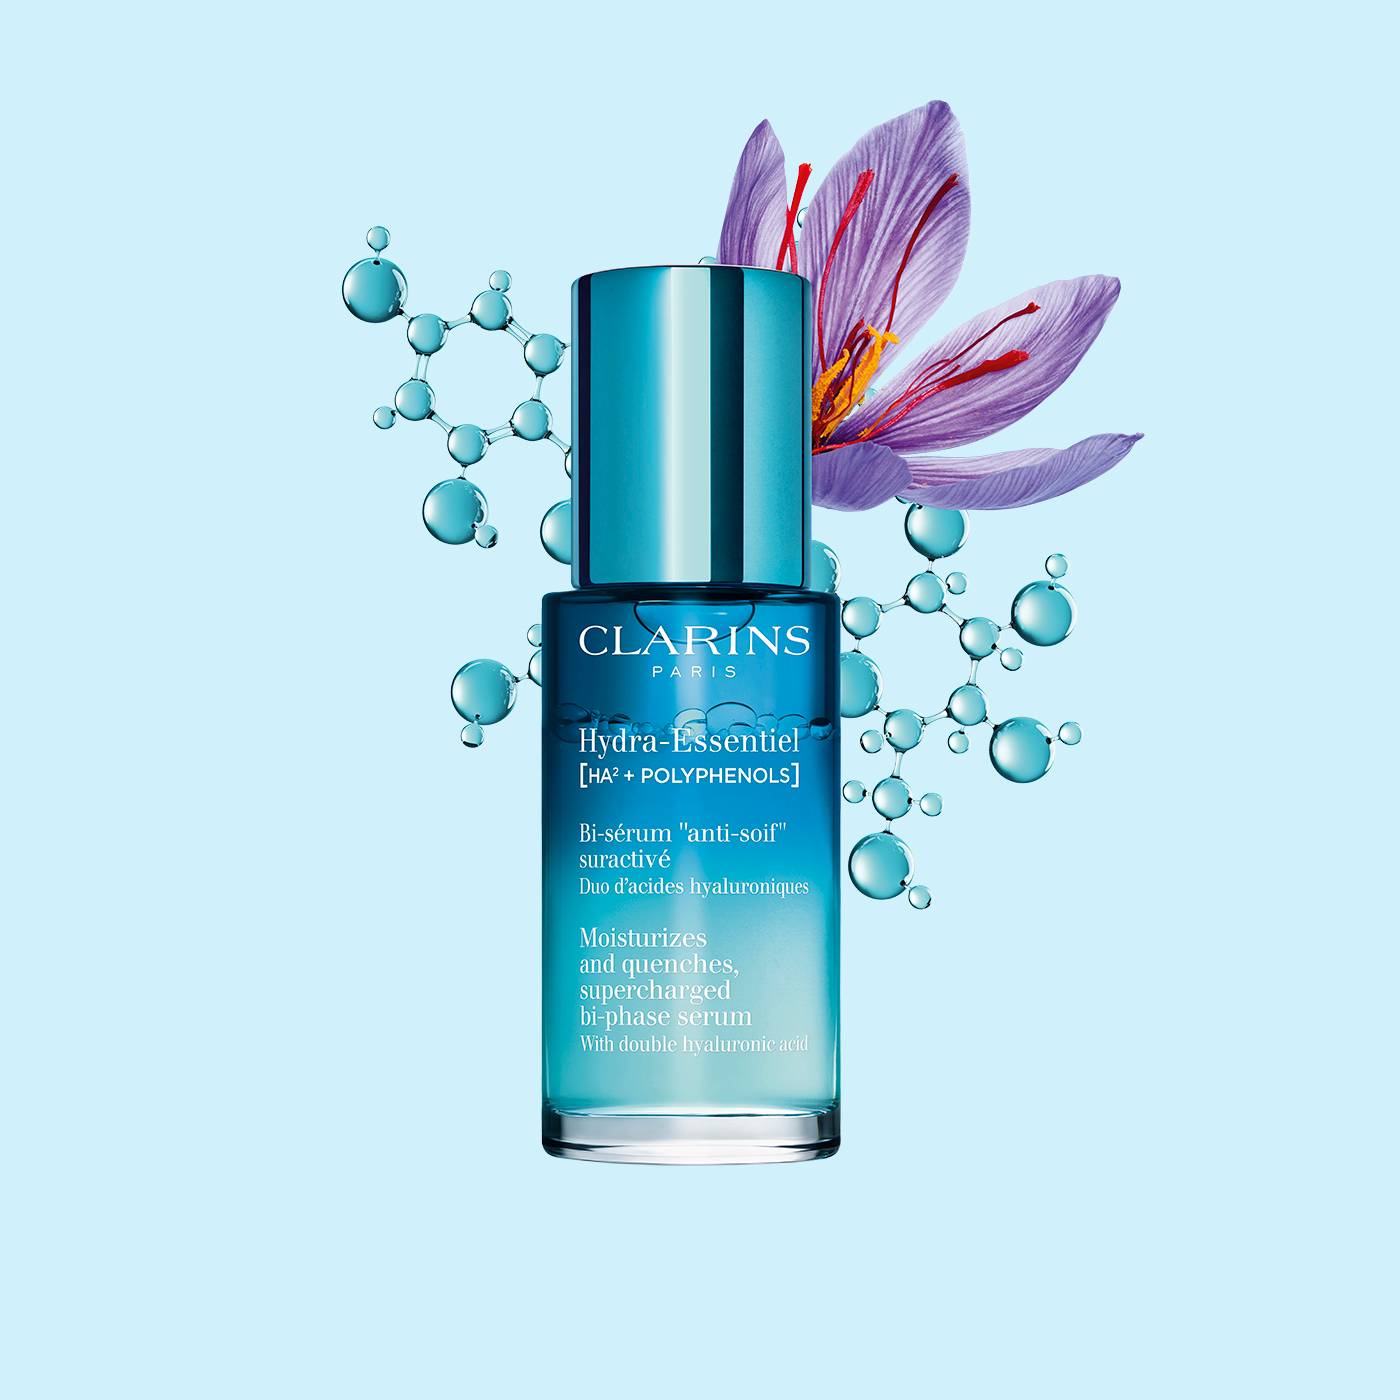 CLARINS
PARIS
Hydra-Essentiel
[HA² + POLYPHENOLS]
Bi-sérum "anti-soif"
suractivé
Duo d'acides hyaluroniques
Moisturizes
and quenches,
supercharged
bi-phase serum
With double hyaluronic acid